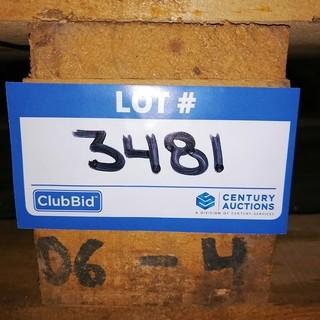 LOT #
3481
ClubBid
CENTURY
AUCTIONS
A DIVISION OF CENTURY SERVICES
06 - 4